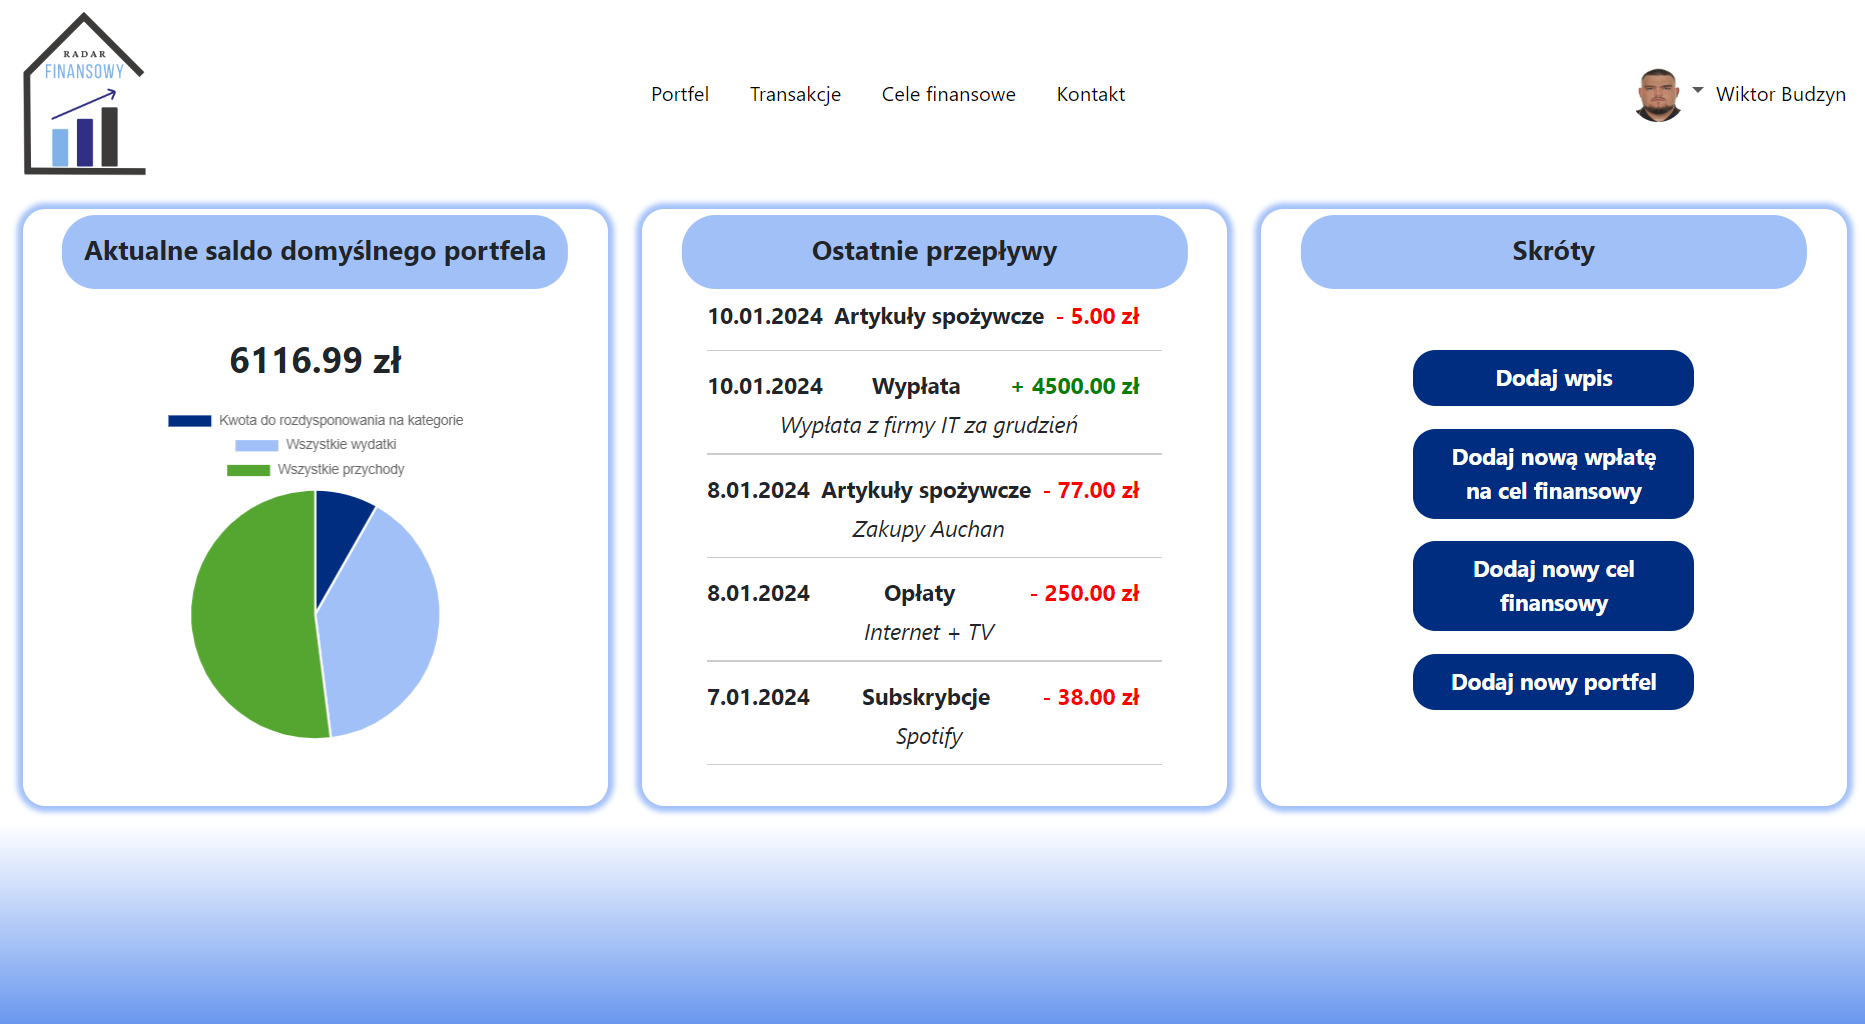 RADAR
FINANSOWY
Portfel
Transakcje
Cele finansowe
Kontakt
Wiktor Budzyn
Aktualne saldo domyślnego portfela
6116.99 zł
Kwota do rozdysponowania na kategorie
Wszystkie wydatki
Wszystkie przychody
Ostatnie przepływy
10.01.2024 Artykuły spożywcze - 5.00 zł
10.01.2024 Wypłata + 4500.00 zł
Wypłata z firmy IT za grudzień
8.01.2024 Artykuły spożywcze - 77.00 zł
Zakupy Auchan
8.01.2024 Opłaty - 250.00 zł
Internet + TV
7.01.2024 Subskrybcje - 38.00 zł
Spotify
Skróty
Dodaj wpis
Dodaj nową wpłatę
na cel finansowy
Dodaj nowy cel
finansowy
Dodaj nowy portfel